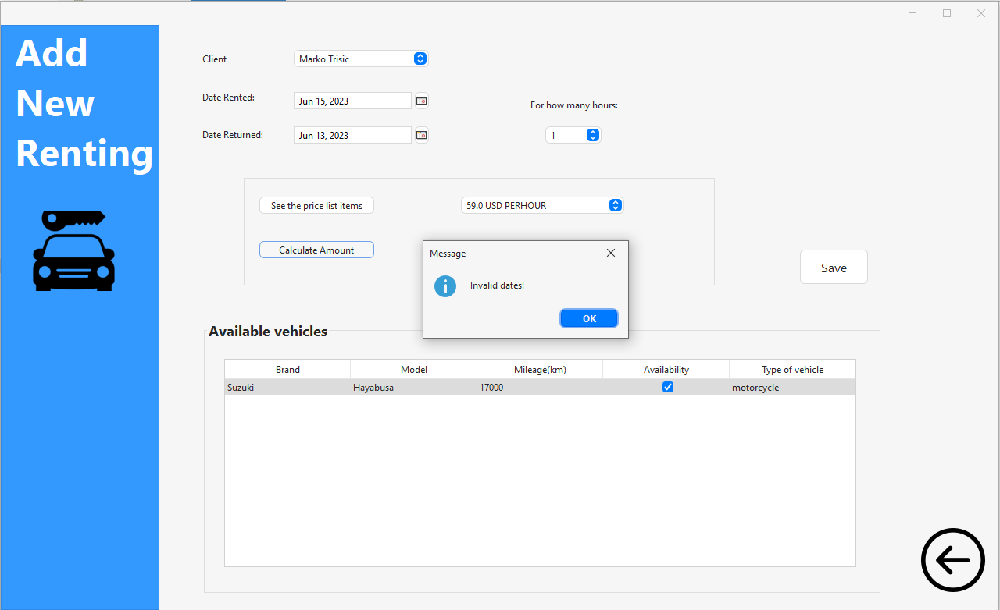 Add
New
Renting
Client
Marko Trisic
Date Rented:
Jun 15, 2023
For how many hours:
Date Returned:
Jun 13, 2023
1
See the price list items
59.0 USD PERHOUR
Calculate Amount
Message
Invalid dates!
OK
Save
Available vehicles
Brand Model Mileage(km) Availability Type of vehicle
Suzuki Hayabusa 17000 motorcycle